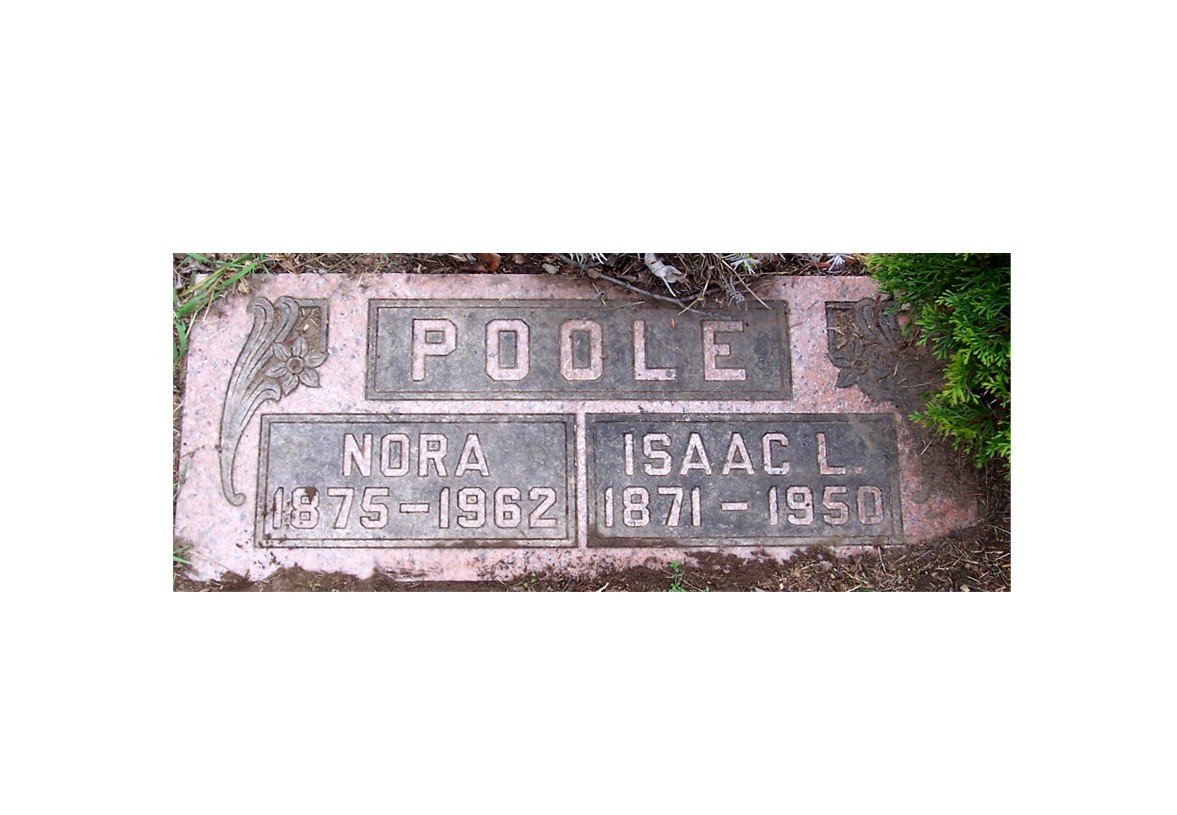 POOLE
NORA
1875-1962
ISAAC L.
1871-1950